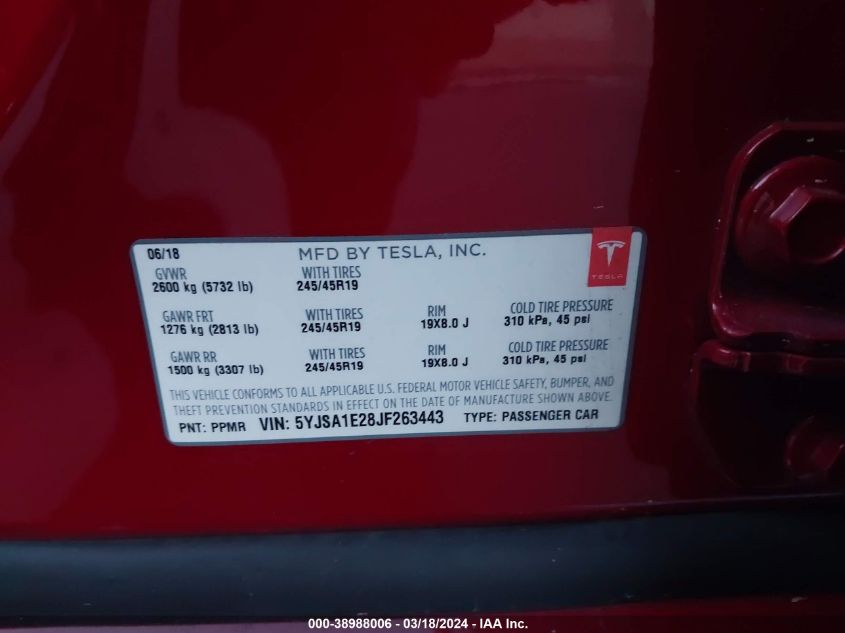 06/18 MFD BY TESLA, INC.
GVWR WITH TIRES
2600 kg (5732 lb) 245/45R19
TESLA
GAWR FRT WITH TIRES RIM COLD TIRE PRESSURE
1276 kg (2813 lb) 245/45R19 19X8.0 J 310 kPa, 45 psi
GAWR RR WITH TIRES RIM COLD TIRE PRESSURE
1500 kg (3307 lb) 245/45R19 19X8.0 J 310 kPa, 45 psi
THIS VEHICLE CONFORMS TO ALL APPLICABLE U.S. FEDERAL MOTOR VEHICLE SAFETY, BUMPER, AND
THEFT PREVENTION STANDARDS IN EFFECT ON THE DATE OF MANUFACTURE SHOWN ABOVE.
PNT: PPMR VIN: 5YJSA1E28JF263443 TYPE: PASSENGER CAR
000-38988006 - 03/18/2024 - IAA Inc.